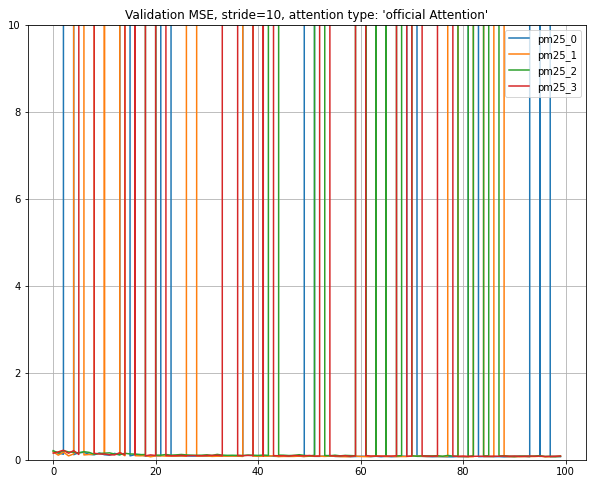 Validation MSE, stride=10, attention type: 'official Attention'
pm25_0
pm25_1
pm25_2
pm25_3
10
8
6
4
2
0
0 20 40 60 80 100